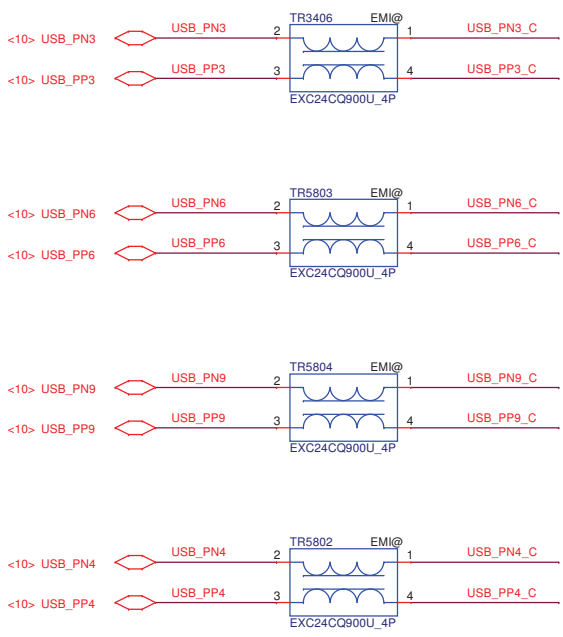 TR3406 EMI@
<10> USB_PN3 USB_PN3 2 1 USB_PN3_C
<10> USB_PP3 USB_PP3 3 4 USB_PP3_C
EXC24CQ900U_4P
TR5803 EMI@
<10> USB_PN6 USB_PN6 2 1 USB_PN6_C
<10> USB_PP6 USB_PP6 3 4 USB_PP6_C
EXC24CQ900U_4P
TR5804 EMI@
<10> USB_PN9 USB_PN9 2 1 USB_PN9_C
<10> USB_PP9 USB_PP9 3 4 USB_PP9_C
EXC24CQ900U_4P
TR5802 EMI@
<10> USB_PN4 USB_PN4 2 1 USB_PN4_C
<10> USB_PP4 USB_PP4 3 4 USB_PP4_C
EXC24CQ900U_4P